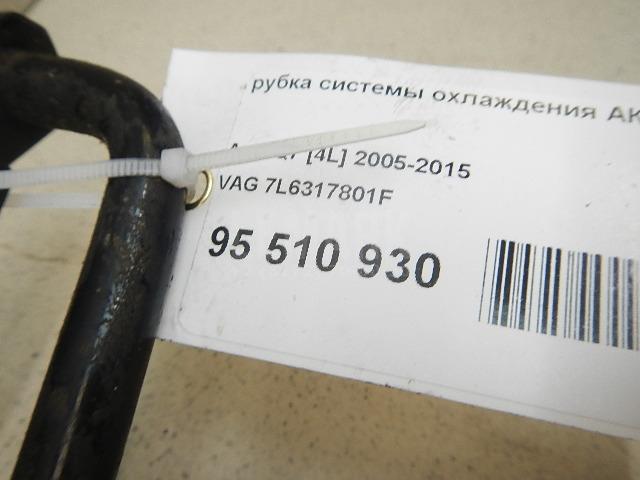 рубка системы охлаждения АК
[4L] 2005-2015
VAG 7L6317801F
95 510 930